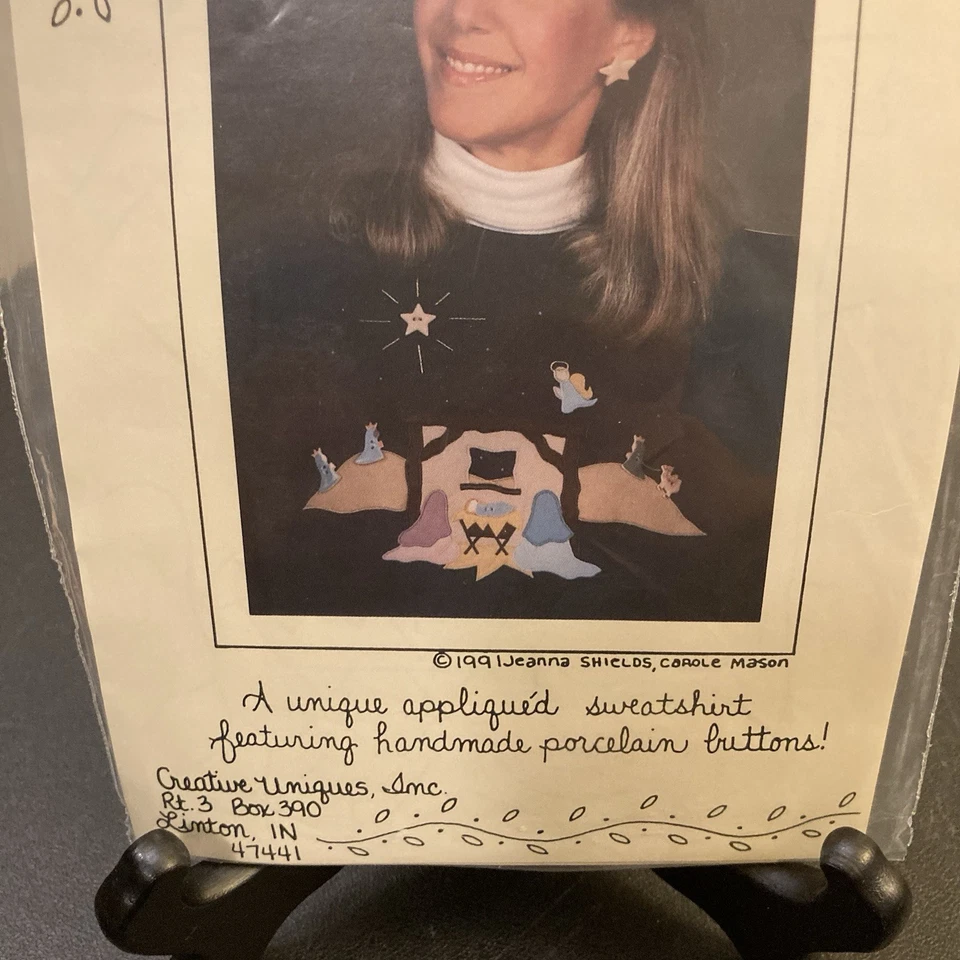 ©1991 Jeanna SHIELDS, CAROLE MASON
A unique appliqué'd sweatshirt
featuring handmade porcelain buttons!
Creative Uniques, Inc.
Rt. 3 Box 390
Linton, IN
47441